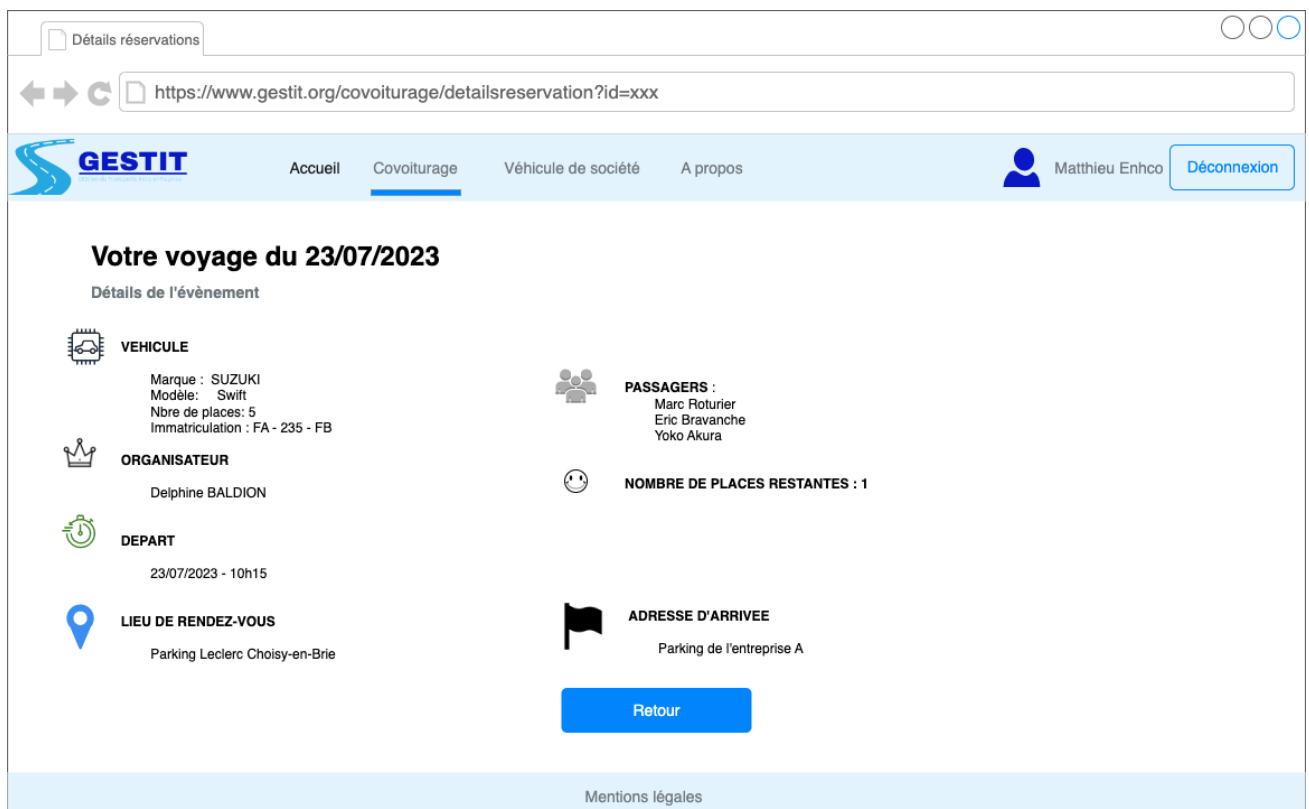 Détails réservations
https://www.gestit.org/covoiturage/detailsreservation?id=xxx
GESTIT
Accueil Covoiturage Véhicule de société A propos Matthieu Enhco Déconnexion
Votre voyage du 23/07/2023
Détails de l'évènement
VEHICULE
Marque : SUZUKI
Modèle: Swift
Nbre de places: 5
Immatriculation : FA - 235 - FB
ORGANISATEUR
Delphine BALDION
DEPART
23/07/2023 - 10h15
LIEU DE RENDEZ-VOUS
Parking Leclerc Choisy-en-Brie
PASSAGERS :
Marc Roturier
Eric Bravanche
Yoko Akura
NOMBRE DE PLACES RESTANTES : 1
ADRESSE D'ARRIVEE
Parking de l'entreprise A
Retour
Mentions légales